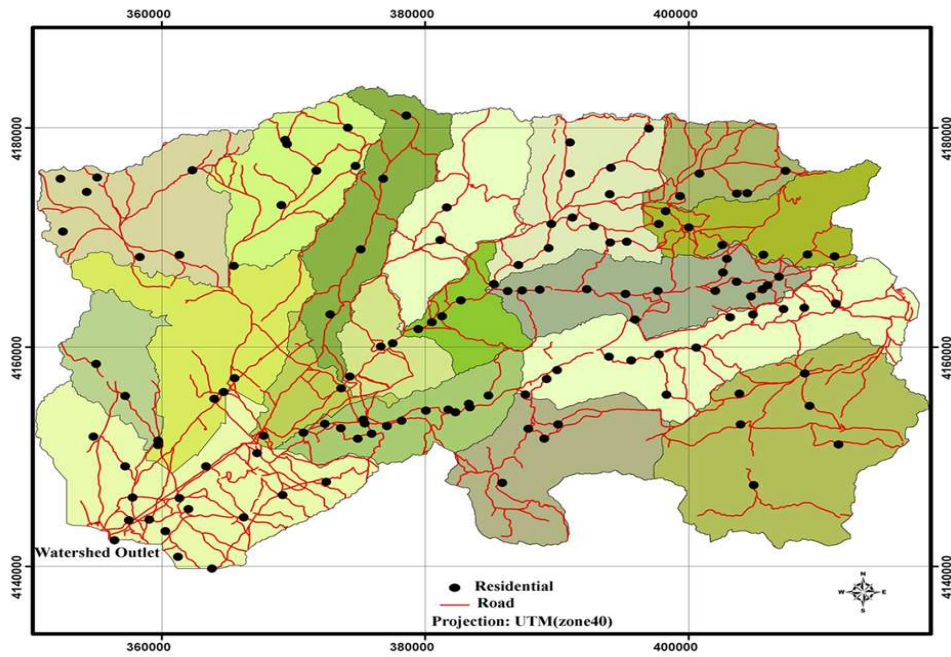 360000 380000 400000
4180000 4180000
4160000 4160000
4140000 4140000
Watershed Outlet
Residential
Road
Projection: UTM(zone40)
N
W E
S
360000 380000 400000